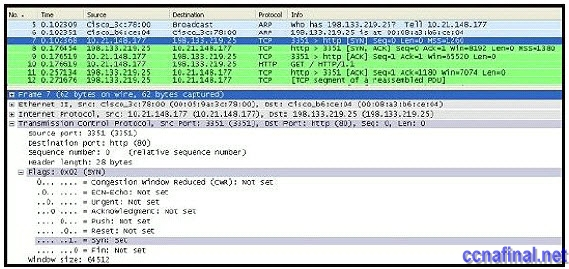 No. Time Source Destination Protocol Info
5 0.102309 Cisco_3c:78:00 Broadcast ARP who has 198.133.219.25? Tell 10.21.148.177
6 0.102351 Cisco_b6:ce:04 Cisco_3c:78:00 ARP 198.133.219.25 is at 00:08:a3:b6:ce:04
7 0.102368 10.21.148.177 198.133.219.25 TCP 3351 > http [SYN] Seq=0 Len=0 MSS=1260
8 0.176454 198.133.219.25 10.21.148.177 TCP http > 3351 [SYN, ACK] Seq=0 Ack=1 Win=8192 Len=0 MSS=1380
9 0.176519 10.21.148.177 198.133.219.25 TCP 3351 > http [ACK] Seq=1 Ack=1 Win=65520 Len=0
10 0.176619 10.21.148.177 198.133.219.25 HTTP GET / HTTP/1.1
11 0.257134 198.133.219.25 10.21.148.177 TCP http > 3351 [ACK] Seq=1 Ack=1180 Win=7074 Len=0
12 0.271676 198.133.219.25 10.21.148.177 TCP [TCP segment of a reassembled PDU]
Frame 7 (62 bytes on wire, 62 bytes captured)
Ethernet II, Src: Cisco_3c:78:00 (00:05:9a:3c:78:00), Dst: Cisco_b6:ce:04 (00:08:a3:b6:ce:04)
Internet Protocol, Src: 10.21.148.177 (10.21.148.177), Dst: 198.133.219.25 (198.133.219.25)
Transmission Control Protocol, Src Port: 3351 (3351), Dst Port: http (80), Seq: 0, Len: 0
Source port: 3351 (3351)
Destination port: http (80)
Sequence number: 0 (relative sequence number)
Header length: 28 bytes
Flags: 0x02 (SYN)
0... .... = Congestion Window Reduced (CWR): Not set
.0.. .... = ECN-Echo: Not set
..0. .... = Urgent: Not set
...0 .... = Acknowledgment: Not set
.... 0... = Push: Not set
.... .0.. = Reset: Not set
.... ..1. = Syn: Set
.... ...0 = Fin: Not set
Window size: 64512
ccnafinal.net